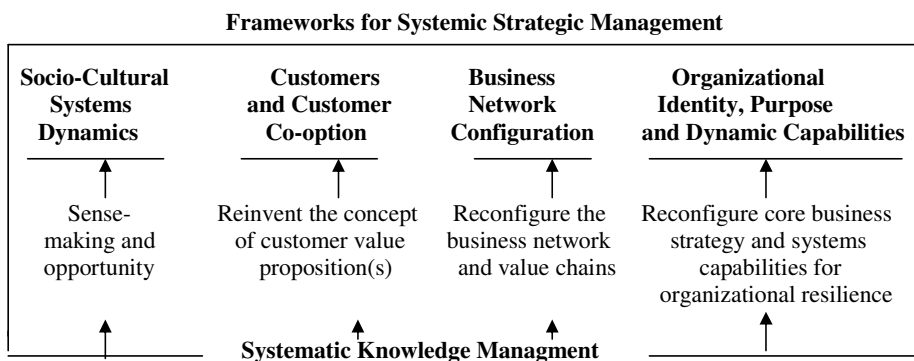 Frameworks for Systemic Strategic Management
Socio-Cultural
Systems
Dynamics
Customers
and Customer
Co-option
Business
Network
Configuration
Organizational
Identity, Purpose
and Dynamic Capabilities
Sense-
making and
opportunity
Reinvent the concept
of customer value
proposition(s)
Reconfigure the
business network
and value chains
Reconfigure core business
strategy and systems
capabilities for
organizational resilience
Systematic Knowledge Managment